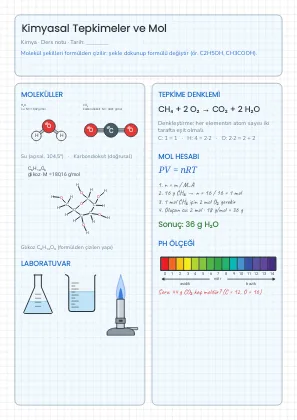 Kimyasal Tepkimeler ve Mol
Kimya · Ders notu · Tarih: ________
Molekül şekilleri formülden çizilir; şekle dokunup formülü değiştir (ör. C2H5OH, CH3COOH).
MOLEKÜLLER
H₂O
CO₂
O
H
H
O
C
O
Su (açısal, 104,5°)
Karbondioksit (doğrusal)
C₆H₁₂O₆
glikoz · M =180,16 g/mol
Glikoz C₆H₁₂O₆ (formülden çizilen yapı)
LABORATUVAR
TEPKİME DENKLEMİ
CH₄ + 2 O₂ → CO₂ + 2 H₂O
Denkleştirme: her elementin atom sayısı iki
tarafta eşit olmalı.
C: 1 = 1 · H: 4 = 2·2 · O: 2·2 = 2 + 2
MOL HESABI
PV = nRT
1. n = m / M_A
2. 16 g CH₄ → n = 16 / 16 = 1 mol
3. 1 mol CH₄ için 2 mol O₂ gerekir
4. Oluşan su: 2 mol · 18 g/mol = 36 g
Sonuç: 36 g H₂O
PH ÖLÇEĞİ
0 1 2 3 4 5 6 7 8 9 10 11 12 13 14
asidik
nötr
bazik
Soru: 44 g CO₂ kaç moldür? (C = 12, O = 16)